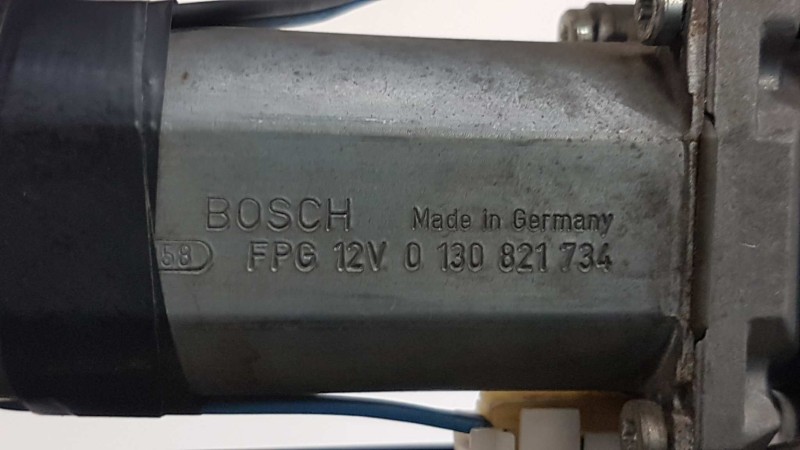 BOSCH Made in Germany
58 FPG 12V 0 130 821 734